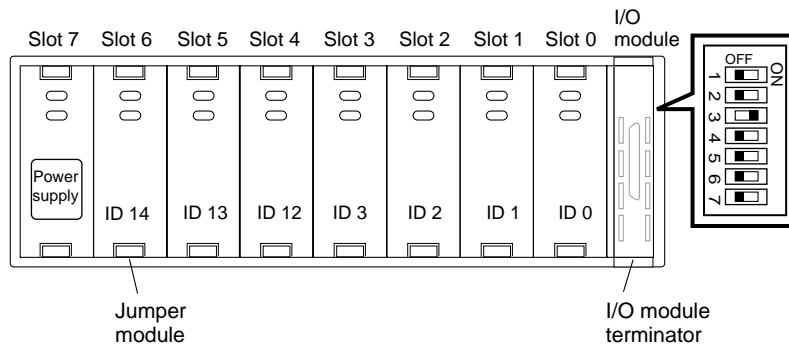 I/O
module
Slot 7 Slot 6 Slot 5 Slot 4 Slot 3 Slot 2 Slot 1 Slot 0
OFF
ON
1
2
3
4
5
6
7
Power
supply
ID 14 ID 13 ID 12 ID 3 ID 2 ID 1 ID 0
Jumper
module
I/O module
terminator